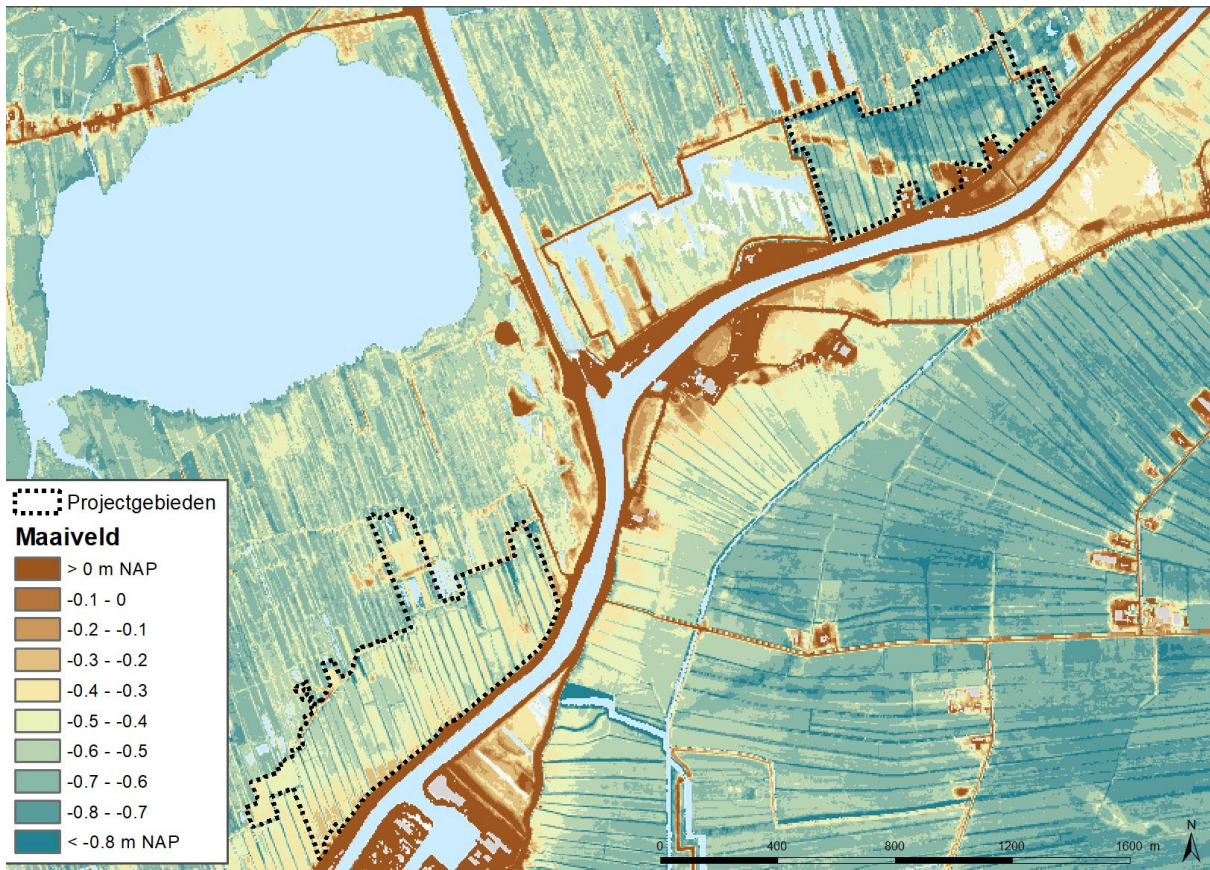 Projectgebieden
Maaiveld
> 0 m NAP
-0.1 - 0
-0.2 - -0.1
-0.3 - -0.2
-0.4 - -0.3
-0.5 - -0.4
-0.6 - -0.5
-0.7 - -0.6
-0.8 - -0.7
< -0.8 m NAP
N
0 400 800 1200 1600 m